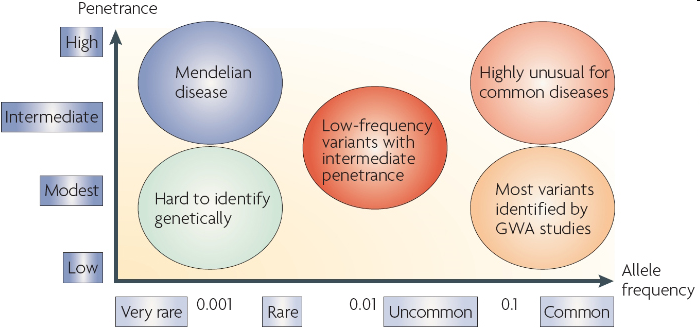 Penetrance
High
Intermediate
Modest
Low
Mendelian
disease
Highly unusual for
common diseases
Low-frequency
variants with
intermediate
penetrance
Hard to identify
genetically
Most variants
identified by
GWA studies
Allele
frequency
Very rare 0.001 Rare 0.01 Uncommon 0.1 Common